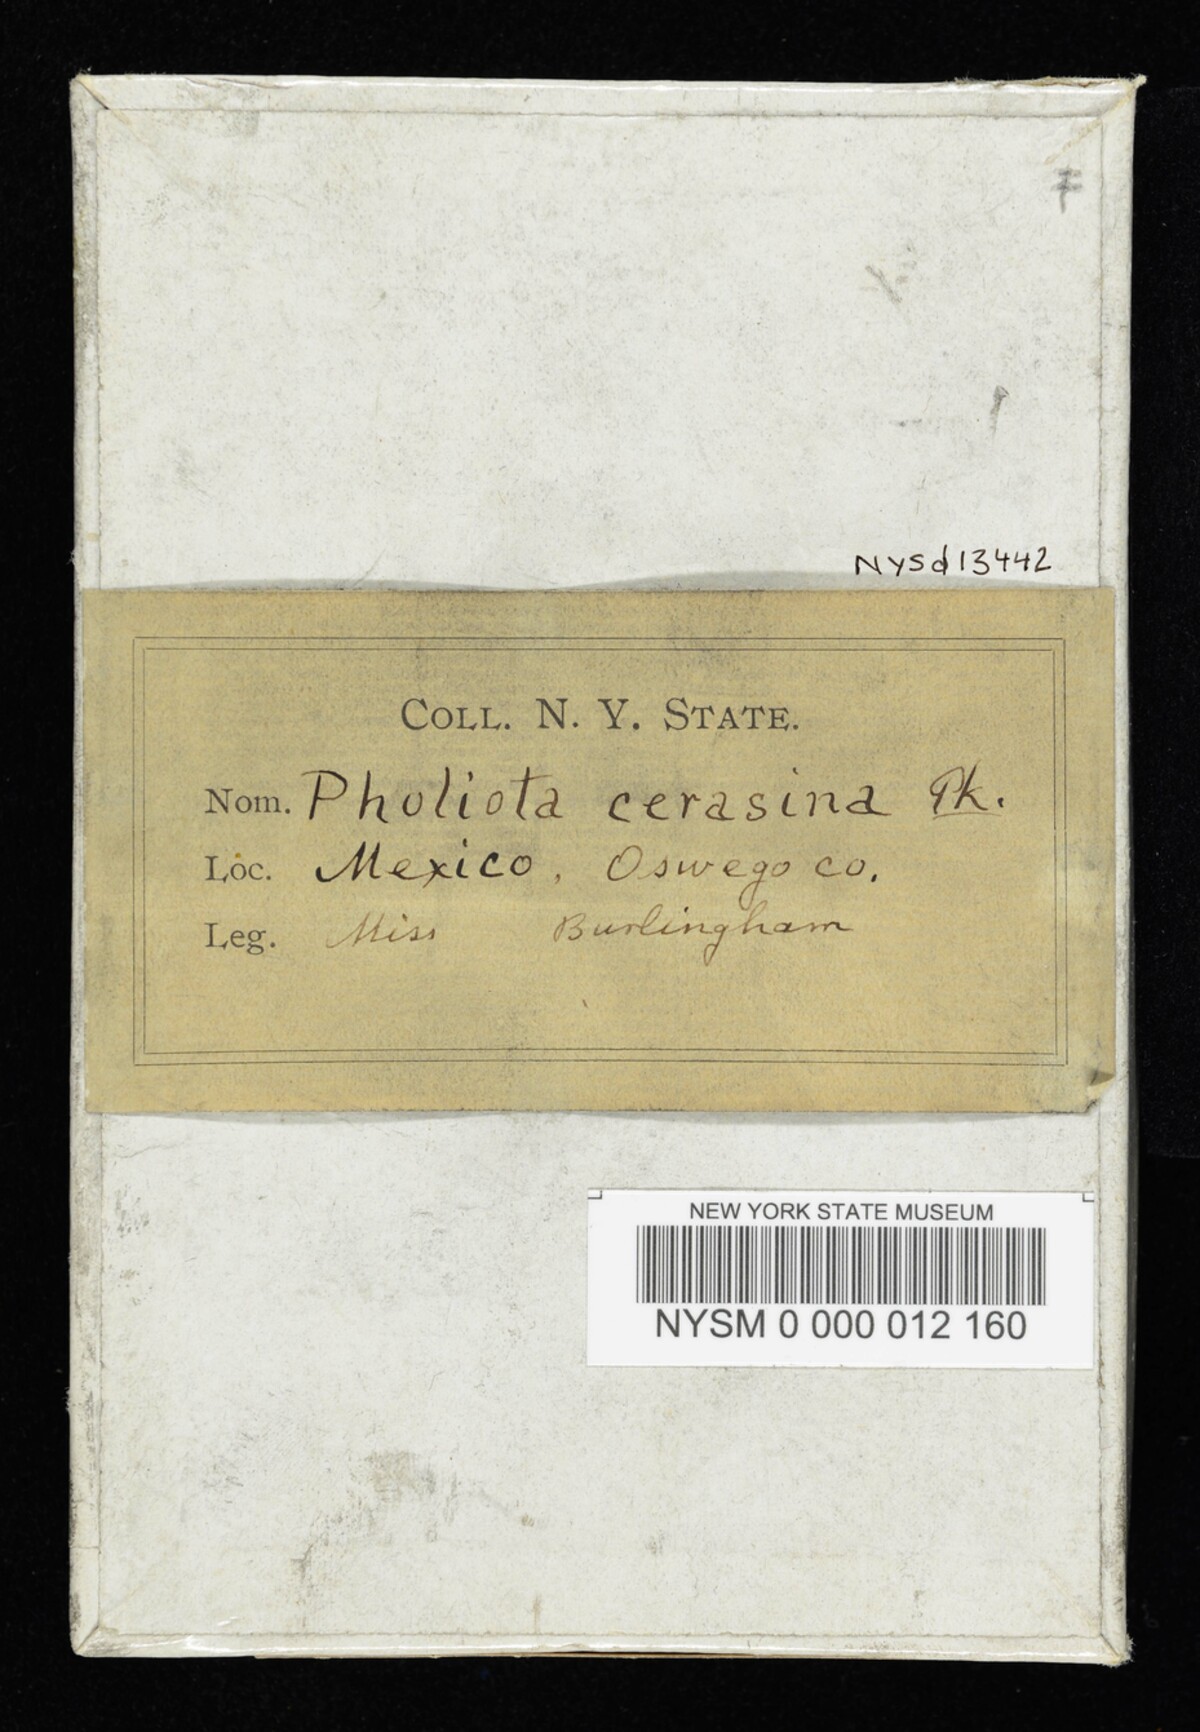 NYSd13442
COLL. N. Y. STATE.
Nom. Pholiota cerasina Pk.
Loc. Mexico, Oswego co.
Leg. Miss Burlingham
NEW YORK STATE MUSEUM
NYSM 0 000 012 160